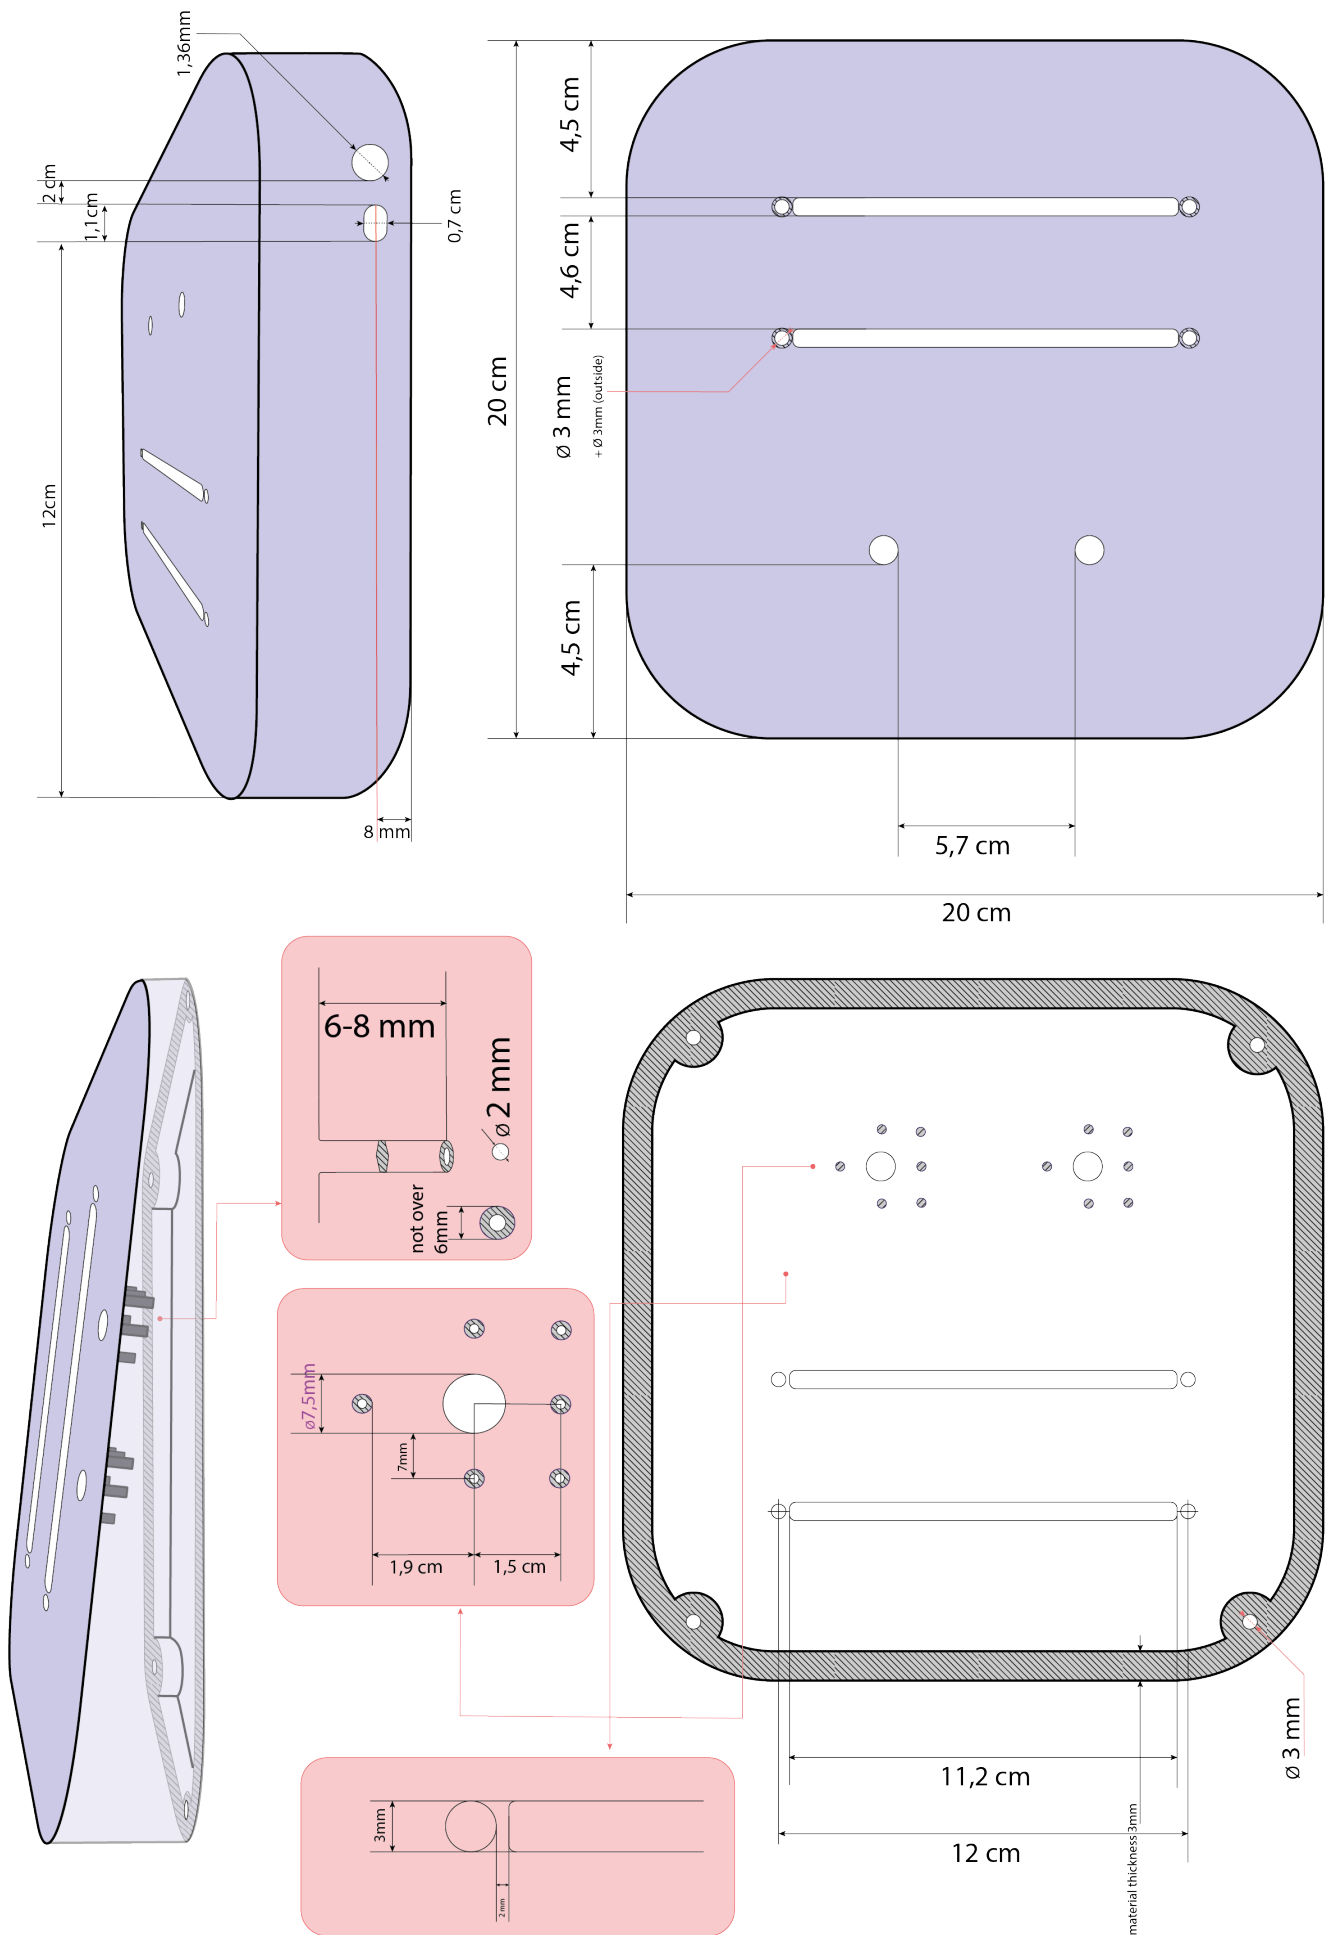 1,36mm
2 cm
1,1cm
0,7 cm
12cm
8 mm
4,5 cm
4,6 cm
20 cm
Ø 3 mm
+ Ø 3mm (outside)
4,5 cm
5,7 cm
20 cm
6-8 mm
ø 2 mm
not over
6mm
ø7,5mm
7mm
1,9 cm
1,5 cm
3mm
2 mm
11,2 cm
12 cm
Ø 3 mm
material thickness 3mm